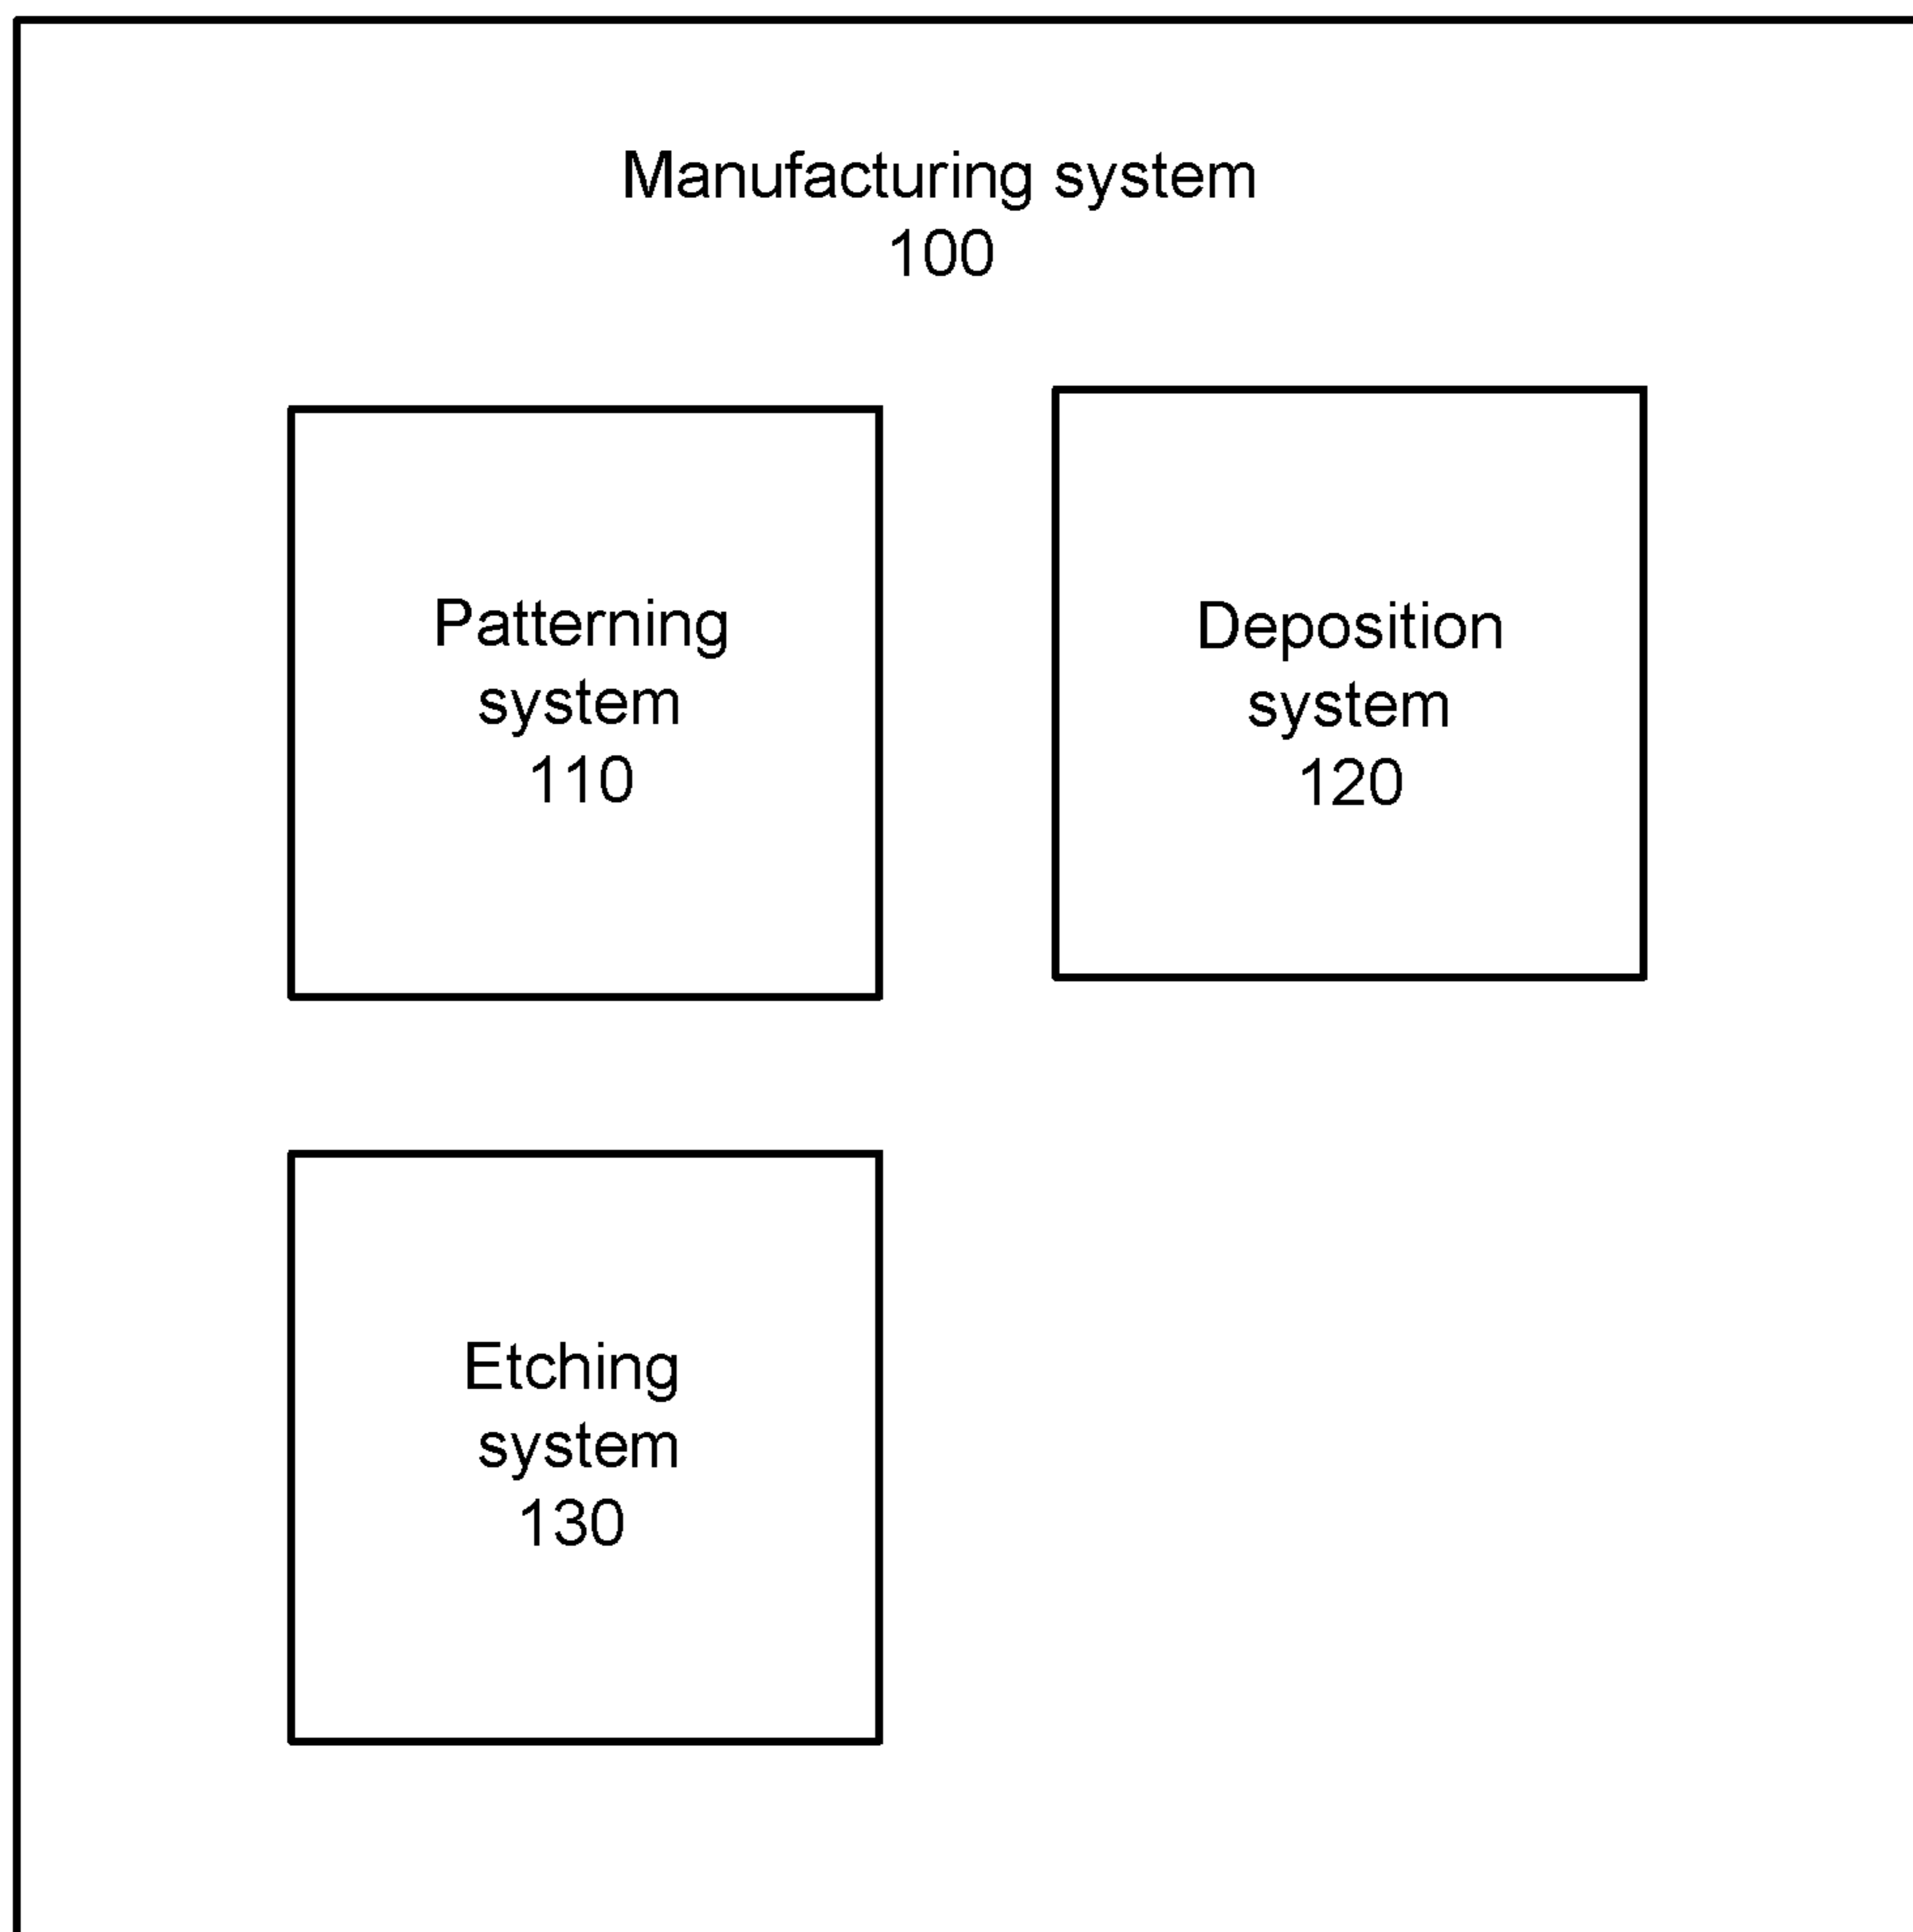 Manufacturing system
100
Patterning
system
110
Deposition
system
120
Etching
system
130